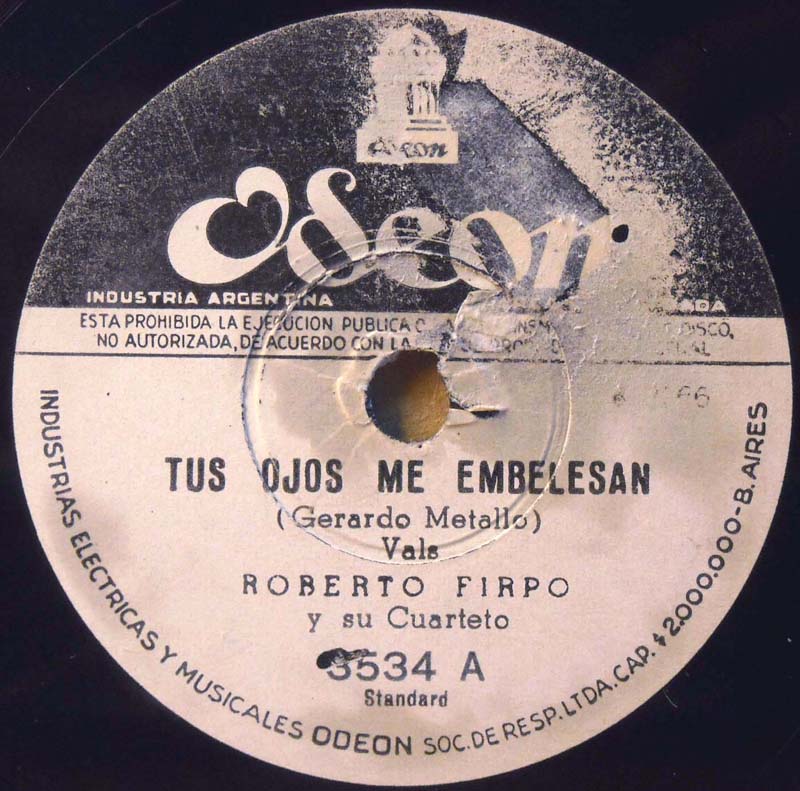 ODEON
Odeon
INDUSTRIA ARGENTINA
ESTA PROHIBIDA LA EJECUCION PUBLICA DISCO,
NO AUTORIZADA, DE ACUERDO CON LA
TUS OJOS ME EMBELESAN
(Gerardo Metallo)
Vals
ROBERTO FIRPO
y su Cuarteto
3534 A
Standard
INDUSTRIAS ELECTRICAS Y MUSICALES ODEON SOC. DE RESP. LTDA. CAP. $2.000.000-B. AIRES